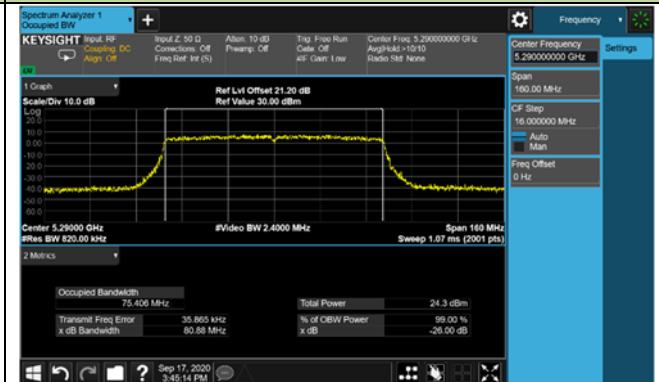 Spectrum Analyzer 1
Occupied BW
+
Frequency
KEYSIGHT Input: RF
Coupling: DC
Align: Off
Input Z: 50 Ω
Corrections: Off
Freq Ref: Int (S)
Atten: 10 dB
Preamp: Off
Trig: Free Run
Gate: Off
#IF Gain: Low
Center Freq: 5.290000000 GHz
Avg|Hold:>10/10
Radio Std: None
Center Frequency
5.290000000 GHz
Settings
Span
160.00 MHz
CF Step
16.000000 MHz
Auto
Man
Freq Offset
0 Hz
1 Graph
Scale/Div 10.0 dB
Ref Lvl Offset 21.20 dB
Ref Value 30.00 dBm
Log
20.0
10.0
0.00
-10.0
-20.0
-30.0
-40.0
-50.0
-60.0
Center 5.29000 GHz
#Res BW 820.00 kHz
#Video BW 2.4000 MHz
Span 160 MHz
Sweep 1.07 ms (2001 pts)
2 Metrics
Occupied Bandwidth
75.406 MHz
Total Power 24.3 dBm
Transmit Freq Error 35.865 kHz
% of OBW Power 99.00 %
x dB Bandwidth 80.88 MHz
x dB -26.00 dB
?
Sep 17, 2020
3:45:14 PM